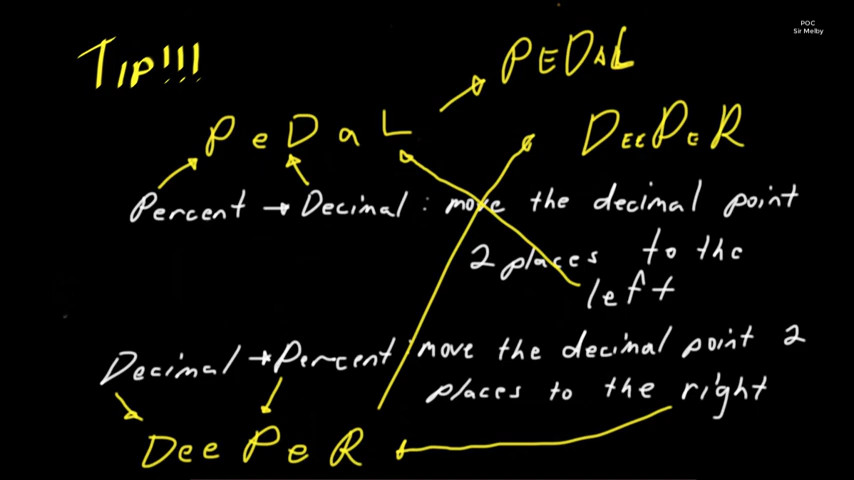 POC
Sir Melby
TIP!!!
PEDAL
PeDaL
DEEPER
Percent → Decimal : move the decimal point
2 places to the
left
Decimal → Percent : move the decimal point 2
places to the right
DeePeR